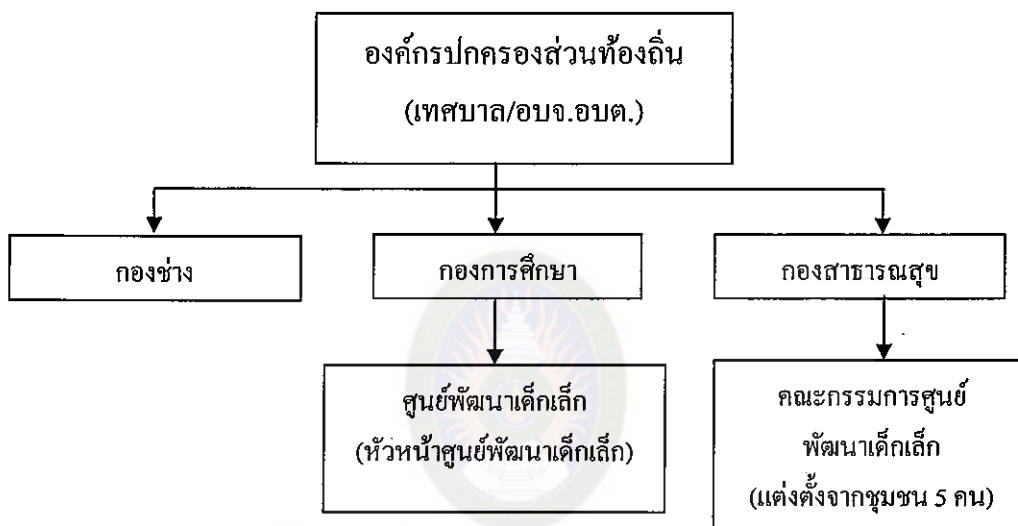 องค์กรปกครองส่วนท้องถิ่น
(เทศบาล/อบจ.อบต.)
กองช่าง
กองการศึกษา
กองสาธารณสุข
ศูนย์พัฒนาเด็กเล็ก
(หัวหน้าศูนย์พัฒนาเด็กเล็ก)
คณะกรรมการศูนย์
พัฒนาเด็กเล็ก
(แต่งตั้งจากชุมชน 5 คน)